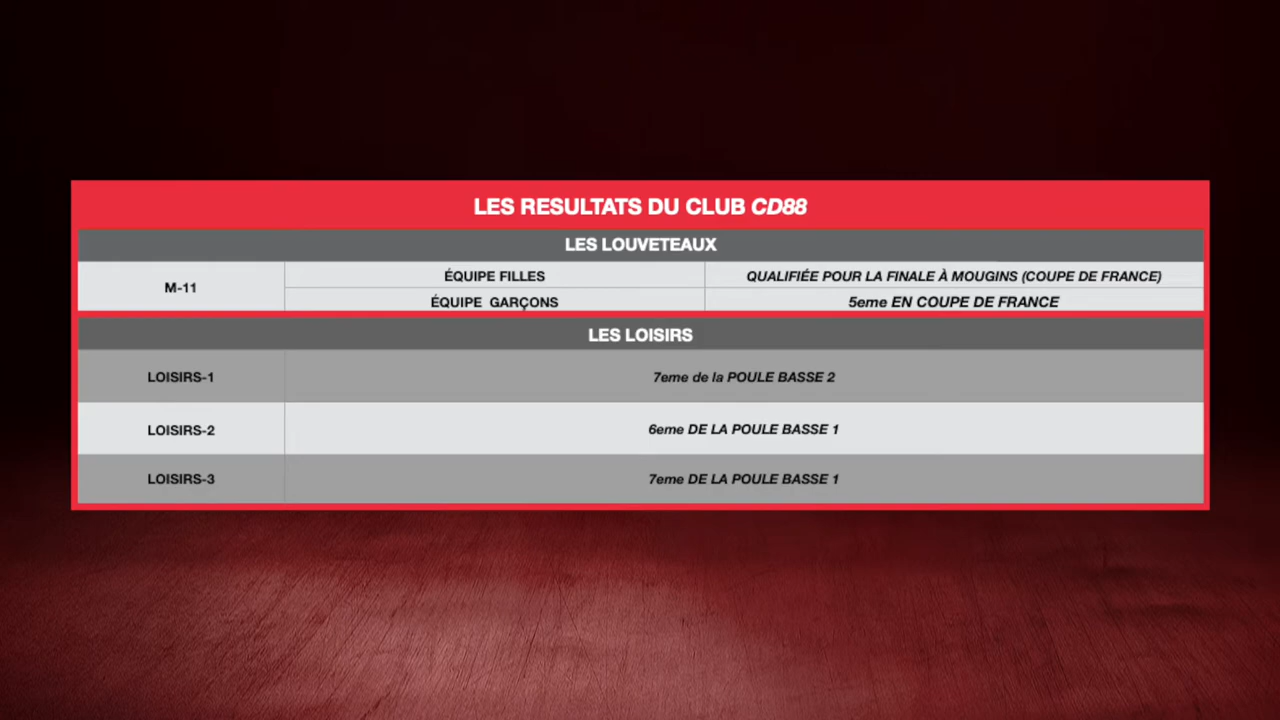 LES RESULTATS DU CLUB CD88
LES LOUVETEAUX
M-11
ÉQUIPE FILLES
QUALIFIÉE POUR LA FINALE À MOUGINS (COUPE DE FRANCE)
ÉQUIPE GARÇONS
5eme EN COUPE DE FRANCE
LES LOISIRS
LOISIRS-1
7eme de la POULE BASSE 2
LOISIRS-2
6eme DE LA POULE BASSE 1
LOISIRS-3
7eme DE LA POULE BASSE 1